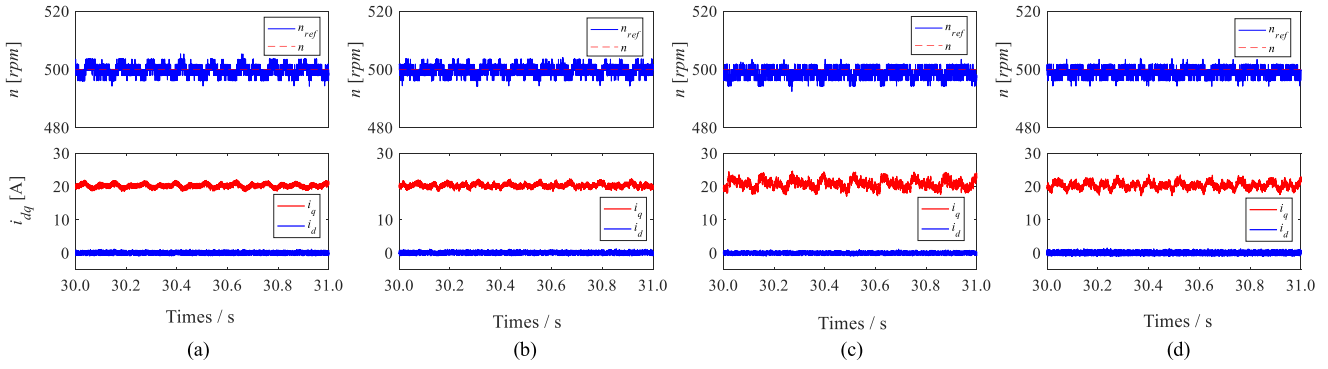 520
500
480
n [rpm]
n_ref
n
30
20
10
0
i_dq [A]
i_q
i_d
30.0 30.2 30.4 30.6 30.8 31.0
Times / s
(a)
520
500
480
n [rpm]
n_ref
n
30
20
10
0
i_q
i_d
30.0 30.2 30.4 30.6 30.8 31.0
Times / s
(b)
520
500
480
n [rpm]
n_ref
n
30
20
10
0
i_q
i_d
30.0 30.2 30.4 30.6 30.8 31.0
Times / s
(c)
520
500
480
n [rpm]
n_ref
n
30
20
10
0
i_q
i_d
30.0 30.2 30.4 30.6 30.8 31.0
Times / s
(d)